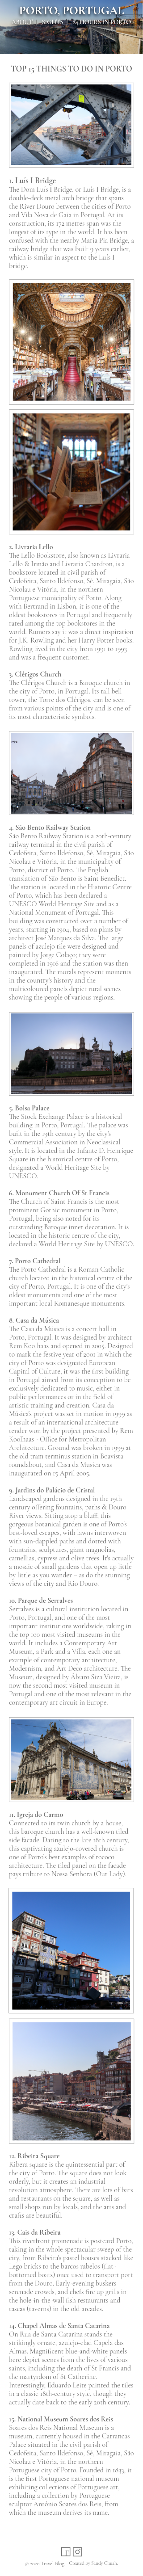 PORTO, PORTUGAL
TOP 15 THINGS TO DO IN PORTO
1. Luís I Bridge
The Dom Luís I Bridge, or Luís I Bridge, is a
double-deck metal arch bridge that spans
the River Douro between the cities of Porto
and Vila Nova de Gaia in Portugal. At its
construction, its 172 metres span was the
longest of its type in the world. It has been
confused with the nearby Maria Pia Bridge, a
railway bridge that was built 9 years earlier,
which is similar in aspect to the Luís I
bridge.
2. Livraria Lello
The Lello Bookstore, also known as Livraria
Lello & Irmão and Livraria Chardron, is a
bookstore located in civil parish of
Cedofeita, Santo Ildefonso, Sé, Miragaia, São
Nicolau e Vitória, in the northern
Portuguese municipality of Porto. Along
with Bertrand in Lisbon, it is one of the
oldest bookstores in Portugal and frequently
rated among the top bookstores in the
world. Rumors say it was a direct inspiration
for J.K. Rowling and her Harry Potter books.
Rowling lived in the city from 1991 to 1993
and was a frequent customer.
3. Clérigos Church
The Clérigos Church is a Baroque church in
the city of Porto, in Portugal. Its tall bell
tower, the Torre dos Clérigos, can be seen
from various points of the city and is one of
its most characteristic symbols.
4. São Bento Railway Station
São Bento Railway Station is a 20th-century
railway terminal in the civil parish of
Cedofeita, Santo Ildefonso, Sé, Miragaia, São
Nicolau e Vitória, in the municipality of
Porto, district of Porto. The English
translation of São Bento is Saint Benedict.
The station is located in the Historic Centre
of Porto, which has been declared a
UNESCO World Heritage Site and as a
National Monument of Portugal. This
building was constructed over a number of
years, starting in 1904, based on plans by
architect José Marques da Silva. The large
panels of azulejo tile were designed and
painted by Jorge Colaço; they were
completed in 1916 and the station was then
inaugurated. The murals represent moments
in the country's history and the
multicoloured panels depict rural scenes
showing the people of various regions.
5. Bolsa Palace
The Stock Exchange Palace is a historical
building in Porto, Portugal. The palace was
built in the 19th century by the city's
Commercial Association in Neoclassical
style. It is located in the Infante D. Henrique
Square in the historical centre of Porto,
designated a World Heritage Site by
UNESCO.
6. Monument Church Of St Francis
The Church of Saint Francis is the most
prominent Gothic monument in Porto,
Portugal, being also noted for its
outstanding Baroque inner decoration. It is
located in the historic centre of the city,
declared a World Heritage Site by UNESCO.
7. Porto Cathedral
The Porto Cathedral is a Roman Catholic
church located in the historical centre of the
city of Porto, Portugal. It is one of the city's
oldest monuments and one of the most
important local Romanesque monuments.
8. Casa da Música
Casa da Música is a concert hall in
Porto, Portugal. It was designed by architect
Rem Koolhaas and opened in 2005. Designed
to mark the festive year of 2001 in which the
city of Porto was designated European
Capital of Culture, it was the first building
in Portugal aimed from its conception to be
exclusively dedicated to music, either in
public performances or in the field of
artistic training and creation. Casa da
Música's project was set in motion in 1999 as
a result of an international architecture
tender won by the project presented by Rem
Koolhaas - Office for Metropolitan
Architecture. Ground was broken in 1999 at
the old tram terminus station in Boavista
roundabout, and Casa da Musica was
inaugurated on 15 April 2005.
9. Jardins do Palácio de Cristal
Landscaped gardens designed in the 19th
century offering fountains, paths & Douro
River views. Sitting atop a bluff, this
gorgeous botanical garden is one of Porto's
best-loved escapes, with lawns interwoven
with sun-dappled paths and dotted with
fountains, sculptures, giant magnolias,
camellias, cypress and olive trees. It's actually
a mosaic of small gardens that open up little
by little as you wander – as do the stunning
views of the city and Rio Douro.
10. Parque de Serralves
Serralves is a cultural institution located in
Porto, Portugal, and one of the most
important institutions worldwide, raking in
the top 100 most visited museums in the
world. It includes a Contemporary Art
Museum, a Park and a Villa, each one an
example of contemporary architecture,
Modernism, and Art Deco architecture. The
Museum, designed by Álvaro Siza Vieira, is
now the second most visited museum in
Portugal and one of the most relevant in the
contemporary art circuit in Europe.
11. Igreja do Carmo
Connected to its twin church by a house,
this baroque church has a well-known tiled
side facade. Dating to the late 18th century,
this captivating azulejo-covered church is
one of Porto's best examples of rococo
architecture. The tiled panel on the facade
pays tribute to Nossa Senhora (Our Lady).
12. Ribeira Square
Ribera square is the quintessential part of
the city of Porto. The square does not look
orderly, but it creates an industrial
revolution atmosphere. There are lots of bars
and restaurants on the square, as well as
small shops run by locals, and the arts and
crafts are beautiful.
13. Cais da Ribeira
This riverfront promenade is postcard Porto,
taking in the whole spectacular sweep of the
city, from Ribeira's pastel houses stacked like
Lego bricks to the barcos rabelos (flat-
bottomed boats) once used to transport port
from the Douro. Early-evening buskers
serenade crowds, and chefs fire up grills in
the hole-in-the-wall fish restaurants and
tascas (taverns) in the old arcades.
14. Chapel Almas de Santa Catarina
On Rua de Santa Catarina stands the
strikingly ornate, azulejo-clad Capela das
Almas. Magnificent blue-and-white panels
here depict scenes from the lives of various
saints, including the death of St Francis and
the martyrdom of St Catherine.
Interestingly, Eduardo Leite painted the tiles
in a classic 18th-century style, though they
actually date back to the early 20th century.
15. National Museum Soares dos Reis
Soares dos Reis National Museum is a
museum, currently housed in the Carrancas
Palace situated in the civil parish of
Cedofeita, Santo Ildefonso, Sé, Miragaia, São
Nicolau e Vitória, in the northern
Portuguese city of Porto. Founded in 1833, it
is the first Portuguese national museum
exhibiting collections of Portuguese art,
including a collection by Portuguese
sculptor António Soares dos Reis, from
which the museum derives its name.
© 2020 Travel Blog. Created by Sandy Chueh.